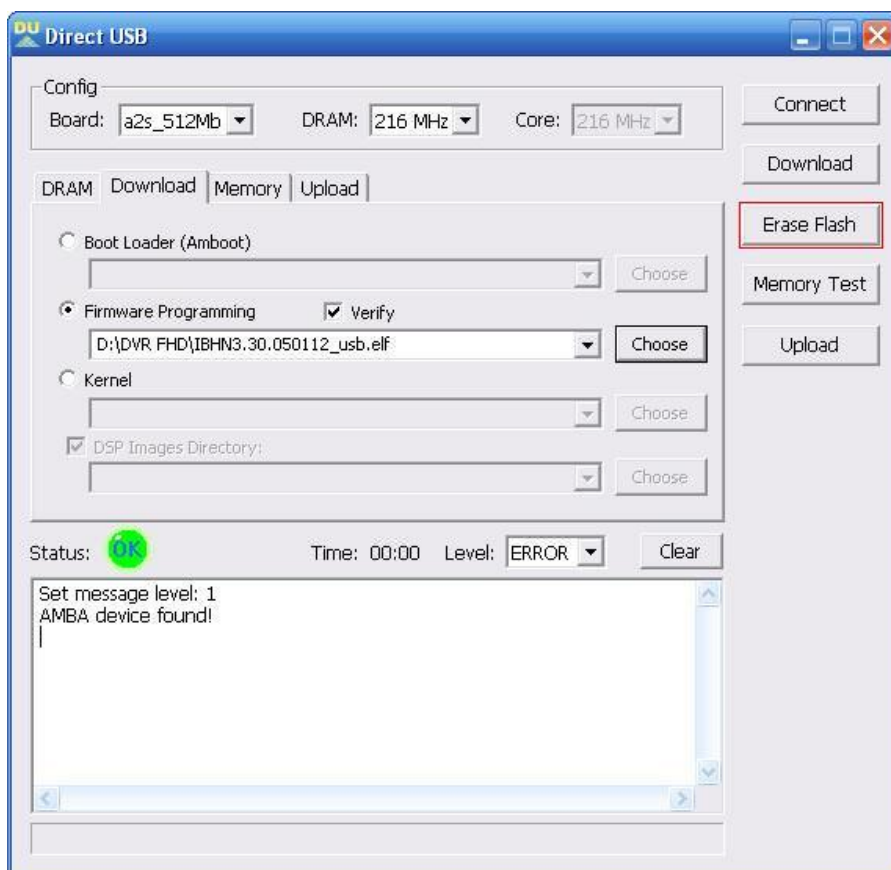 DU Direct USB
Config
Board: a2s_512Mb DRAM: 216 MHz Core: 216 MHz
Connect
Download
Erase Flash
Memory Test
Upload
DRAM Download Memory Upload
Boot Loader (Amboot)
Choose
Firmware Programming Verify
D:\DVR FHD\IBHN3.30.050112_usb.elf Choose
Kernel
Choose
DSP Images Directory:
Choose
Status: OK Time: 00:00 Level: ERROR Clear
Set message level: 1
AMBA device found!